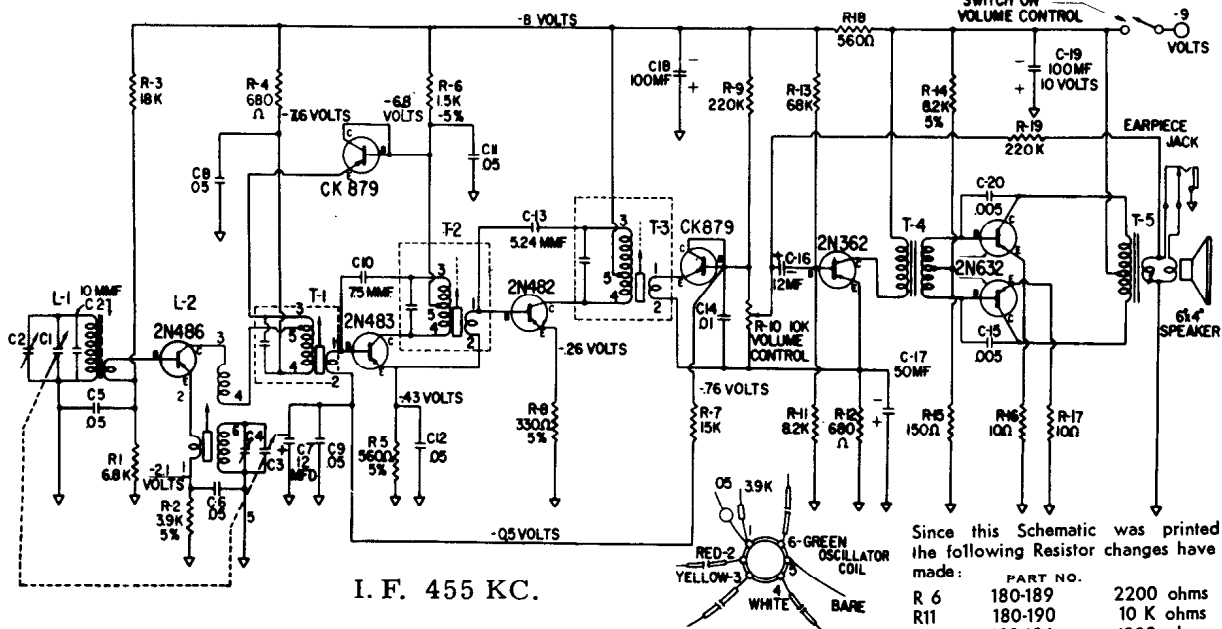 SWITCH ON
VOLUME CONTROL
-9
VOLTS
-8 VOLTS
R-18
560Ω
R-3
18K
R-4
680
Ω
-7.6 VOLTS
-6.8
VOLTS
R-6
1.5K
-5%
C18
100MF
R-9
220K
R-13
68K
R-14
8.2K
5%
C-19
100MF
10 VOLTS
R-19
220K
EARPIECE
JACK
C8
.05
C11
.05
CK 879
C-20
.005
C-13
5.24 MMF
T-3
CK879
C-16
.12MF
2N362
T-4
2N632
T-5
T-2
C10
7.5 MMF
2N482
2N483
T-1
C14
.01
R-10 10K
VOLUME
CONTROL
C-15
.005
6"X4"
SPEAKER
L-1
10 MMF
C21
C2
C1
L-2
2N486
-.26 VOLTS
C-17
50MF
-.76 VOLTS
-.43 VOLTS
C5
.05
R1
6.8K
-2.1
VOLTS
R-2
3.9K
5%
C-6
.05
C4
C3
C7
.12
MFD
C9
.05
R5
560Ω
5%
C12
.05
R-8
330Ω
5%
R-7
15K
R-11
8.2K
R-12
680
Ω
R-15
150Ω
R-16
10Ω
R-17
10Ω
-.05 VOLTS
.05
3.9K
1
6-GREEN
OSCILLATOR
COIL
RED-2
YELLOW-3
5
4
WHITE
BARE
I. F. 455 KC.
Since this Schematic was printed
the following Resistor changes have
made:
PART NO.
R 6 180-189 2200 ohms
R11 180-190 10 K ohms